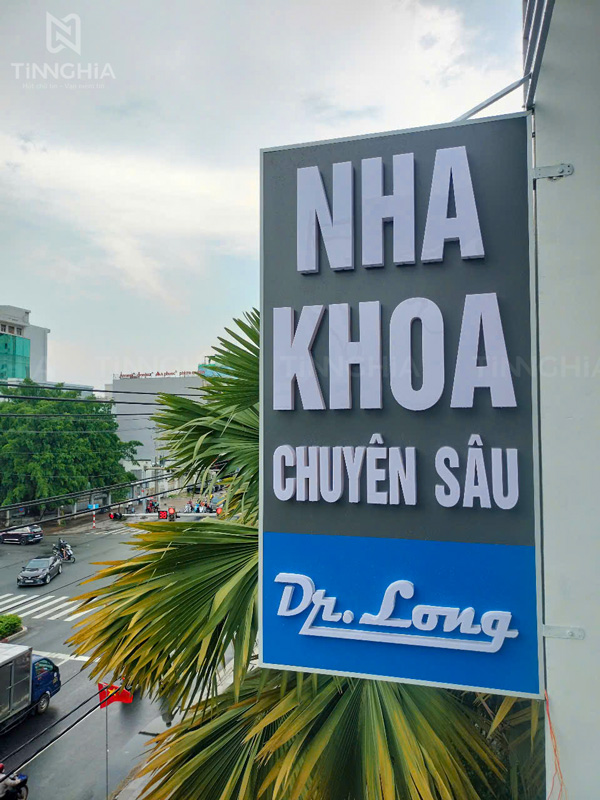 TINNGHIA
NHA
KHOA
CHUYÊN SÂU
Dr. Long